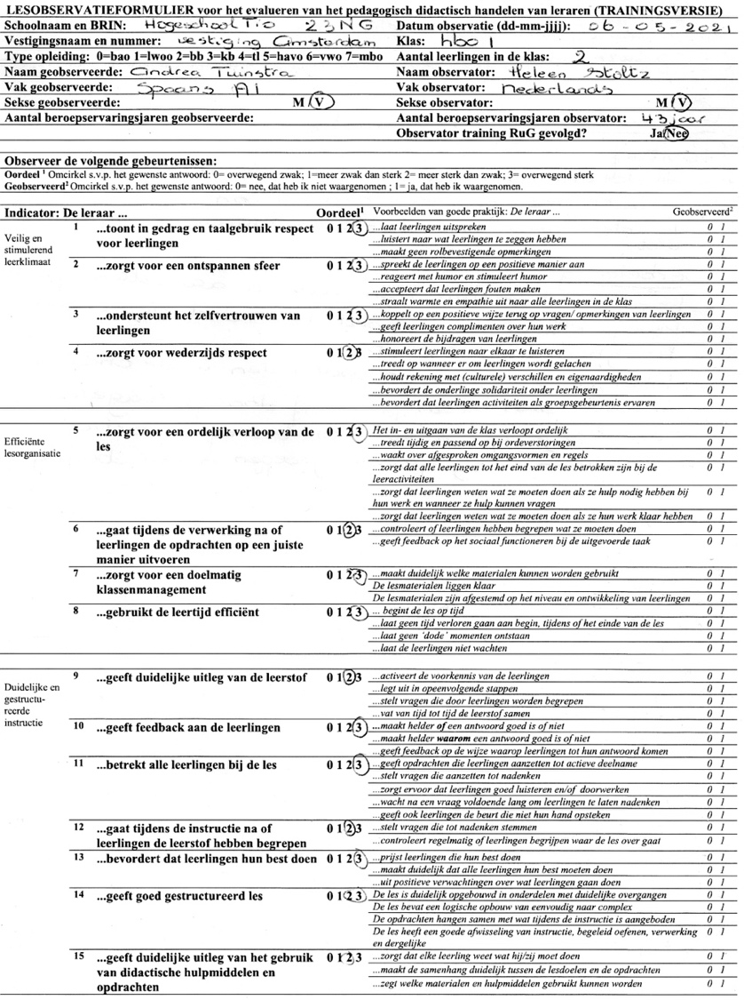 LESOBSERVATIEFORMULIER voor het evalueren van het pedagogisch didactisch handelen van leraren (TRAININGSVERSIE)
Schoolnaam en BRIN: Hogeschool Tio 23NG Datum observatie (dd-mm-jjjj): 06-05-2021
Vestigingsnaam en nummer: vestiging Amsterdam Klas: hbo 1
Type opleiding: 0=bao 1=lwoo 2=bb 3=kb 4=tl 5=havo 6=vwo 7=mbo Aantal leerlingen in de klas: 2
Naam geobserveerde: Andrea Tuinstra Naam observator: Heleen Stoltz
Vak geobserveerde: Spaans A1 Vak observator: nederlands
Sekse geobserveerde: M/V Sekse observator: M/V
Aantal beroepservaringsjaren geobserveerde: Aantal beroepservaringsjaren observator: 43 jaar
Observator training RuG gevolgd? Ja/Nee
Observeer de volgende gebeurtenissen:
Oordeel ¹ Omcirkel s.v.p. het gewenste antwoord: 0= overwegend zwak; 1=meer zwak dan sterk 2= meer sterk dan zwak; 3= overwegend sterk
Geobserveerd² Omcirkel s.v.p. het gewenste antwoord: 0= nee, dat heb ik niet waargenomen ; 1= ja, dat heb ik waargenomen.
Indicator: De leraar ... Oordeel¹ Voorbeelden van goede praktijk: De leraar ... Geobserveerd²
Veilig en
stimulerend
leerklimaat
1 ...toont in gedrag en taalgebruik respect 0 1 2 3 ...laat leerlingen uitspreken 0 1
voor leerlingen ...luistert naar wat leerlingen te zeggen hebben 0 1
...maakt geen rolbevestigende opmerkingen 0 1
2 ...zorgt voor een ontspannen sfeer 0 1 2 3 ...spreekt de leerlingen op een positieve manier aan 0 1
...reageert met humor en stimuleert humor 0 1
...accepteert dat leerlingen fouten maken 0 1
...straalt warmte en empathie uit naar alle leerlingen in de klas 0 1
3 ...ondersteunt het zelfvertrouwen van 0 1 2 3 ...koppelt op een positieve wijze terug op vragen/ opmerkingen van leerlingen 0 1
leerlingen ...geeft leerlingen complimenten over hun werk 0 1
...honoreert de bijdragen van leerlingen 0 1
4 ...zorgt voor wederzijds respect 0 1 2 3 ...stimuleert leerlingen naar elkaar te luisteren 0 1
...treedt op wanneer er om leerlingen wordt gelachen 0 1
...houdt rekening met (culturele) verschillen en eigenaardigheden 0 1
...bevordert de onderlinge solidariteit onder leerlingen 0 1
...bevordert dat leerlingen activiteiten als groepsgebeurtenis ervaren 0 1
Efficiënte
lesorganisatie
5 ...zorgt voor een ordelijk verloop van de 0 1 2 3 Het in- en uitgaan van de klas verloopt ordelijk 0 1
les ...treedt tijdig en passend op bij ordeverstoringen 0 1
...waakt over afgesproken omgangsvormen en regels 0 1
...zorgt dat alle leerlingen tot het eind van de les betrokken zijn bij de 0 1
leeractiviteiten
...zorgt dat leerlingen weten wat ze moeten doen als ze hulp nodig hebben bij 0 1
hun werk en wanneer ze hulp kunnen vragen
...zorgt dat leerlingen weten wat ze moeten doen als ze hun werk klaar hebben 0 1
6 ...gaat tijdens de verwerking na of 0 1 2 3 ...controleert of leerlingen hebben begrepen wat ze moeten doen 0 1
leerlingen de opdrachten op een juiste ...geeft feedback op het sociaal functioneren bij de uitgevoerde taak 0 1
manier uitvoeren
7 ...zorgt voor een doelmatig 0 1 2 3 ...maakt duidelijk welke materialen kunnen worden gebruikt 0 1
klassenmanagement De lesmaterialen liggen klaar 0 1
De lesmaterialen zijn afgestemd op het niveau en ontwikkeling van leerlingen 0 1
8 ...gebruikt de leertijd efficiënt 0 1 2 3 ... begint de les op tijd 0 1
...laat geen tijd verloren gaan aan begin, tijdens of het einde van de les 0 1
...laat geen 'dode' momenten ontstaan 0 1
...laat de leerlingen niet wachten 0 1
Duidelijke en
gestructu-
reerde
instructie
9 ...geeft duidelijke uitleg van de leerstof 0 1 2 3 ...activeert de voorkennis van de leerlingen 0 1
...legt uit in opeenvolgende stappen 0 1
...stelt vragen die door leerlingen worden begrepen 0 1
...vat van tijd tot tijd de leerstof samen 0 1
10 ...geeft feedback aan de leerlingen 0 1 2 3 ...maakt helder of een antwoord goed is of niet 0 1
...maakt helder waarom een antwoord goed is of niet 0 1
...geeft feedback op de wijze waarop leerlingen tot hun antwoord komen 0 1
11 ...betrekt alle leerlingen bij de les 0 1 2 3 ...geeft opdrachten die leerlingen aanzetten tot actieve deelname 0 1
...stelt vragen die aanzetten tot nadenken 0 1
...zorgt ervoor dat leerlingen goed luisteren en/of doorwerken 0 1
...wacht na een vraag voldoende lang om leerlingen te laten nadenken 0 1
...geeft ook leerlingen de beurt die niet hun hand opsteken 0 1
12 ...gaat tijdens de instructie na of 0 1 2 3 ...stelt vragen die tot nadenken stemmen 0 1
leerlingen de leerstof hebben begrepen ...controleert regelmatig of leerlingen begrijpen waar de les over gaat 0 1
13 ...bevordert dat leerlingen hun best doen 0 1 2 3 ...prijst leerlingen die hun best doen 0 1
...maakt duidelijk dat alle leerlingen hun best moeten doen 0 1
...uit positieve verwachtingen over wat leerlingen gaan doen 0 1
14 ...geeft goed gestructureerd les 0 1 2 3 De les is duidelijk opgebouwd in onderdelen met duidelijke overgangen 0 1
De les bevat een logische opbouw van eenvoudig naar complex 0 1
De opdrachten hangen samen met wat tijdens de instructie is aangeboden 0 1
De les heeft een goede afwisseling van instructie, begeleid oefenen, verwerking 0 1
en dergelijke
15 ...geeft duidelijke uitleg van het gebruik 0 1 2 3 ...zorgt dat elke leerling weet wat hij/zij moet doen 0 1
van didactische hulpmiddelen en ...maakt de samenhang duidelijk tussen de lesdoelen en de opdrachten 0 1
opdrachten ...zegt welke materialen en hulpmiddelen gebruikt kunnen worden 0 1